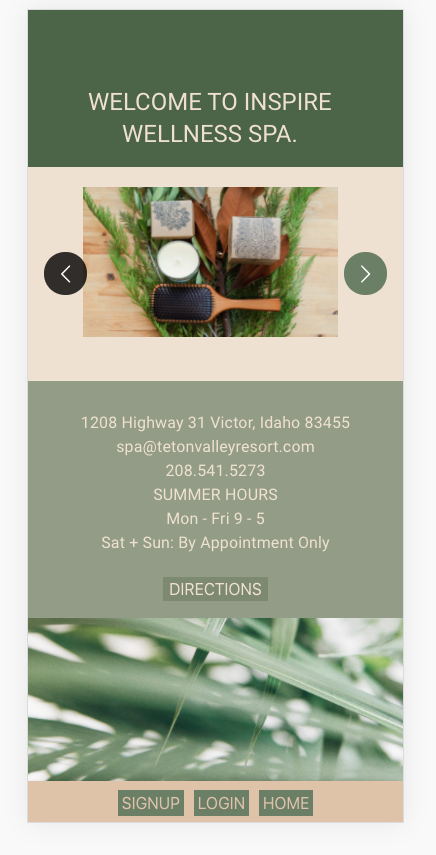 WELCOME TO INSPIRE
WELLNESS SPA.
1208 Highway 31 Victor, Idaho 83455
spa@tetonvalleyresort.com
208.541.5273
SUMMER HOURS
Mon - Fri 9 - 5
Sat + Sun: By Appointment Only
DIRECTIONS
SIGNUP LOGIN HOME